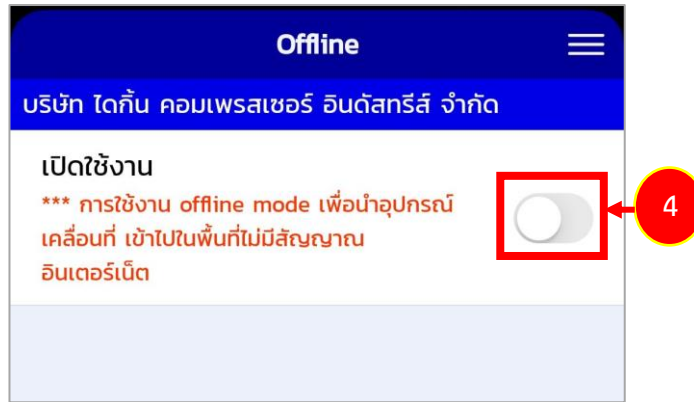 Offline
บริษัท ไดกิ้น คอมเพรสเซอร์ อินดัสทรีส์ จำกัด
เปิดใช้งาน
*** การใช้งาน offline mode เพื่อนำอุปกรณ์
เคลื่อนที่ เข้าไปในพื้นที่ไม่มีสัญญาณ
อินเตอร์เน็ต
4